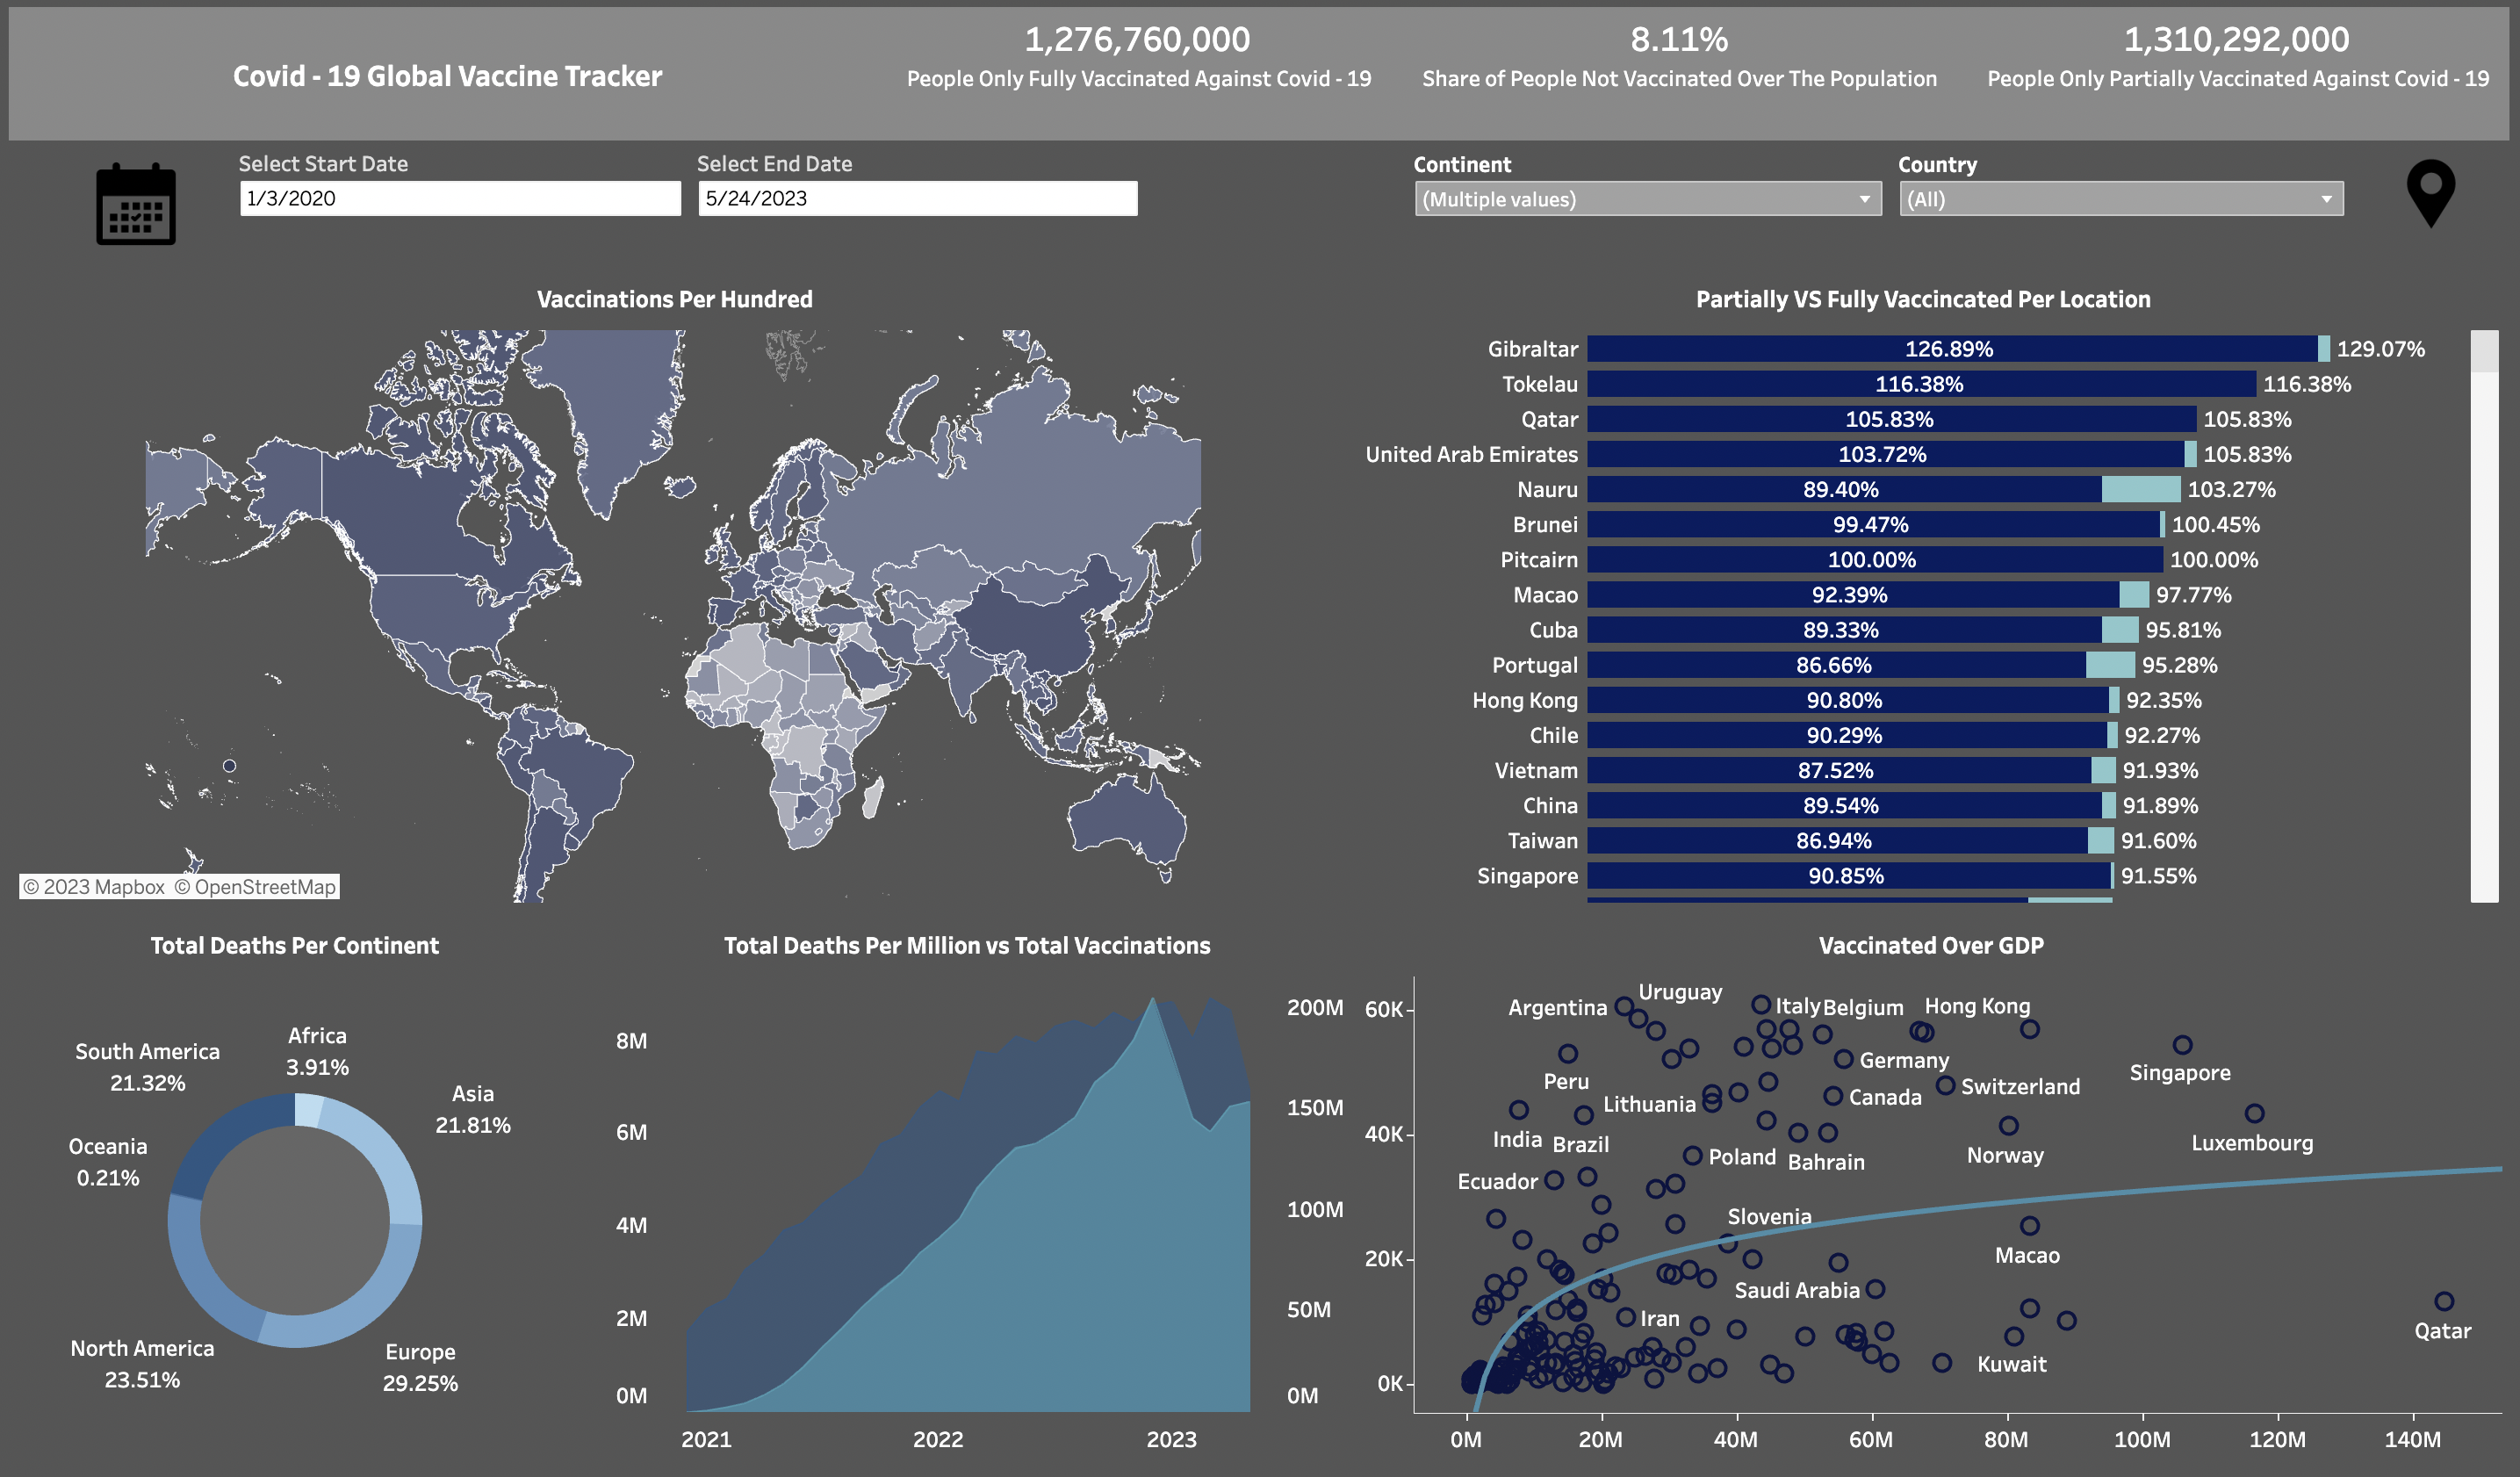 Covid - 19 Global Vaccine Tracker
1,276,760,000
People Only Fully Vaccinated Against Covid - 19
8.11%
Share of People Not Vaccinated Over The Population
1,310,292,000
People Only Partially Vaccinated Against Covid - 19
Select Start Date
1/3/2020
Select End Date
5/24/2023
Continent
(Multiple values)
Country
(All)
Vaccinations Per Hundred
© 2023 Mapbox © OpenStreetMap
Partially VS Fully Vaccincated Per Location
Gibraltar 126.89% 129.07%
Tokelau 116.38% 116.38%
Qatar 105.83% 105.83%
United Arab Emirates 103.72% 105.83%
Nauru 89.40% 103.27%
Brunei 99.47% 100.45%
Pitcairn 100.00% 100.00%
Macao 92.39% 97.77%
Cuba 89.33% 95.81%
Portugal 86.66% 95.28%
Hong Kong 90.80% 92.35%
Chile 90.29% 92.27%
Vietnam 87.52% 91.93%
China 89.54% 91.89%
Taiwan 86.94% 91.60%
Singapore 90.85% 91.55%
Total Deaths Per Continent
Africa
3.91%
South America
21.32%
Asia
21.81%
Oceania
0.21%
North America
23.51%
Europe
29.25%
Total Deaths Per Million vs Total Vaccinations
8M
6M
4M
2M
0M
200M
150M
100M
50M
0M
2021 2022 2023
Vaccinated Over GDP
60K
40K
20K
0K
Uruguay
Argentina
Italy
Belgium
Hong Kong
Germany
Singapore
Peru
Switzerland
Canada
Lithuania
India
Brazil
Luxembourg
Norway
Poland
Bahrain
Ecuador
Slovenia
Macao
Saudi Arabia
Iran
Qatar
Kuwait
0M 20M 40M 60M 80M 100M 120M 140M